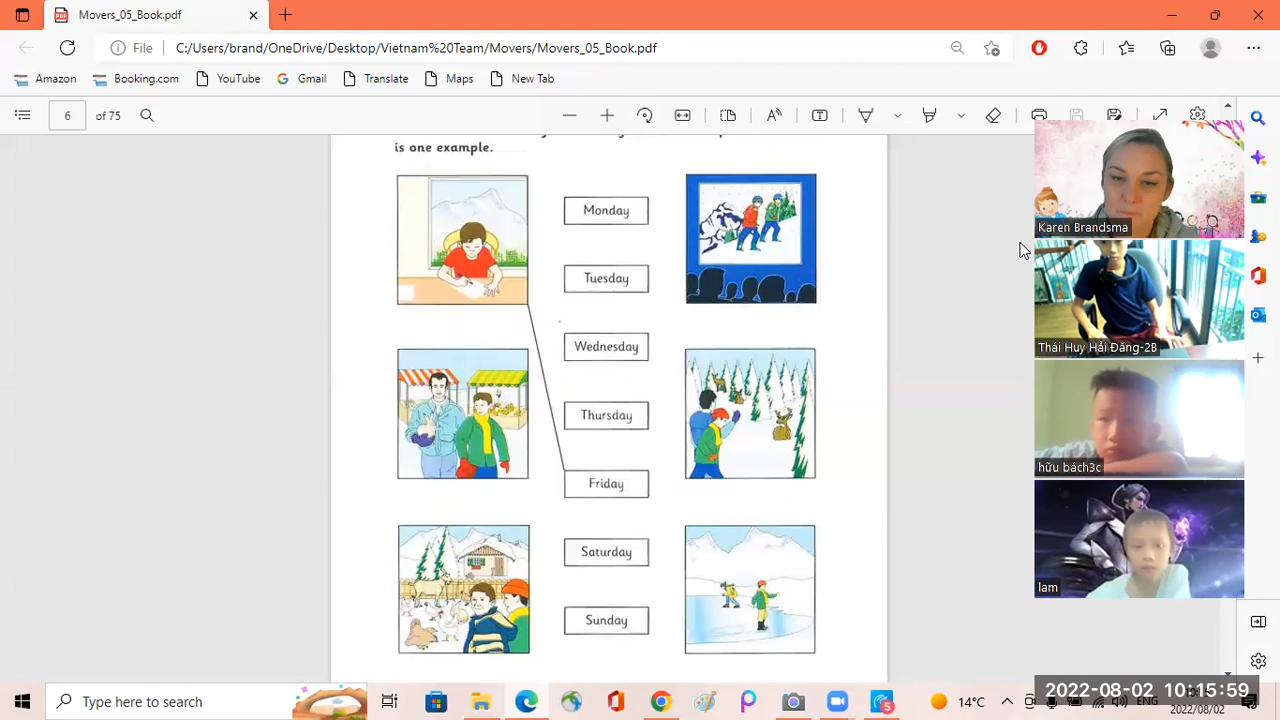 Movers_05_Book.pdf
File
C:/Users/brand/OneDrive/Desktop/Vietnam%20Team/Movers/Movers_05_Book.pdf
Amazon
Booking.com
YouTube
Gmail
Translate
Maps
New Tab
6 of 75
is one example.
Monday
Tuesday
Wednesday
Thursday
Friday
Saturday
Sunday
Karen Brandsma
Thái Huy Hải Đăng-2B
hữu bách3c
lam
Type here to search
5
14°C
ENG
2022/08/02
2022-08-02 10:15:59